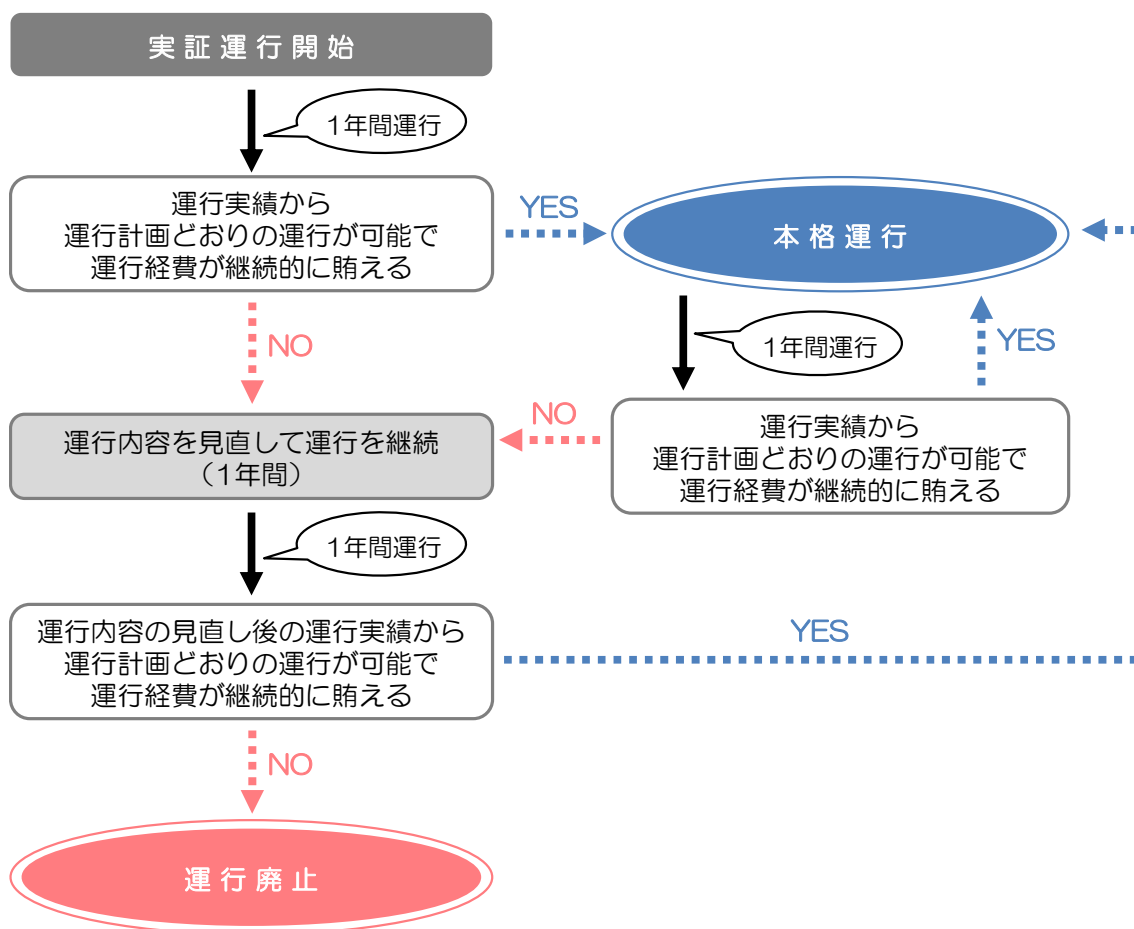 実証運行開始
1年間運行
運行実績から
運行計画どおりの運行が可能で
運行経費が継続的に賄える
YES
本格運行
NO
1年間運行
YES
運行内容を見直して運行を継続
（1年間）
NO
運行実績から
運行計画どおりの運行が可能で
運行経費が継続的に賄える
1年間運行
運行内容の見直し後の運行実績から
運行計画どおりの運行が可能で
運行経費が継続的に賄える
YES
NO
運行廃止